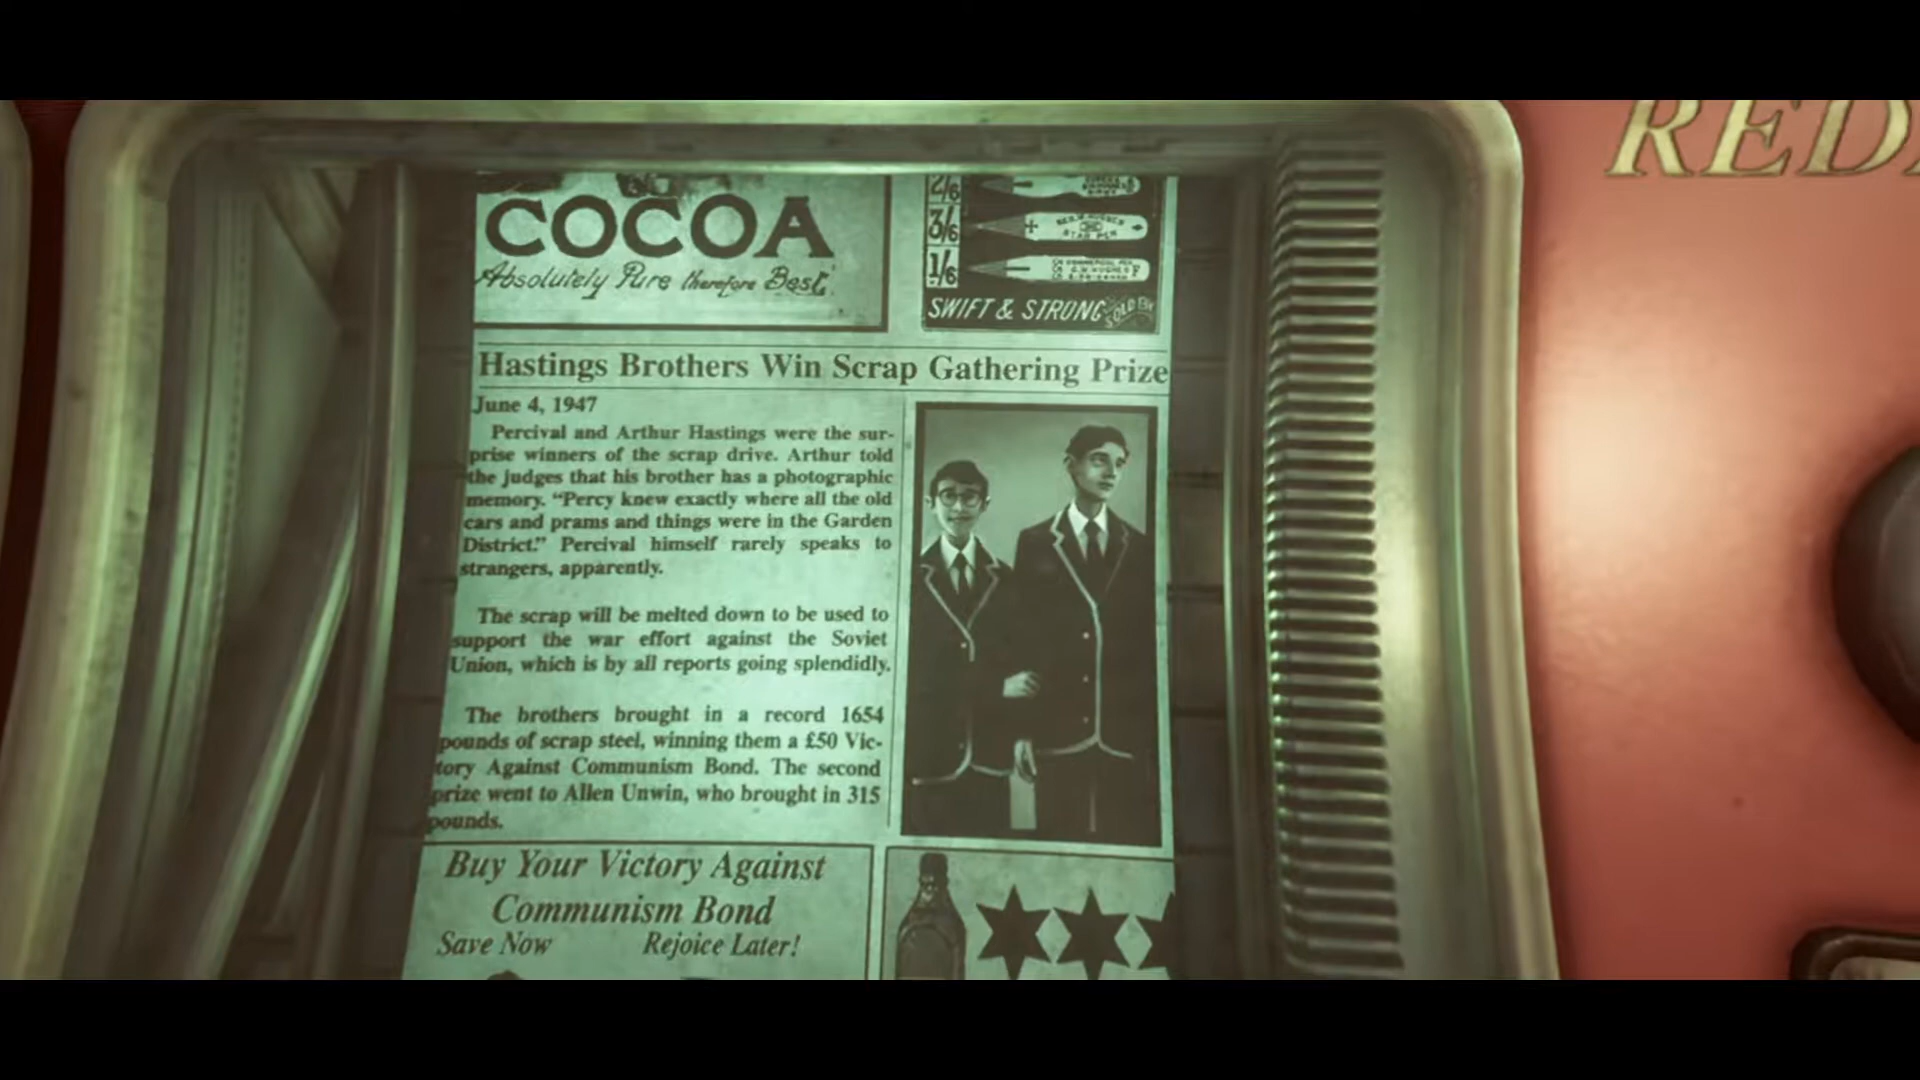 RED
COCOA
Absolutely Pure therefore Best.
2/6
3/6
1/6
SWIFT & STRONG
SOLD BY
Hastings Brothers Win Scrap Gathering Prize
June 4, 1947
Percival and Arthur Hastings were the sur-
prise winners of the scrap drive. Arthur told
the judges that his brother has a photographic
memory. “Percy knew exactly where all the old
cars and prams and things were in the Garden
District.” Percival himself rarely speaks to
strangers, apparently.
The scrap will be melted down to be used to
support the war effort against the Soviet
Union, which is by all reports going splendidly.
The brothers brought in a record 1654
pounds of scrap steel, winning them a £50 Vic-
tory Against Communism Bond. The second
prize went to Allen Unwin, who brought in 315
pounds.
Buy Your Victory Against
Communism Bond
Save Now Rejoice Later!